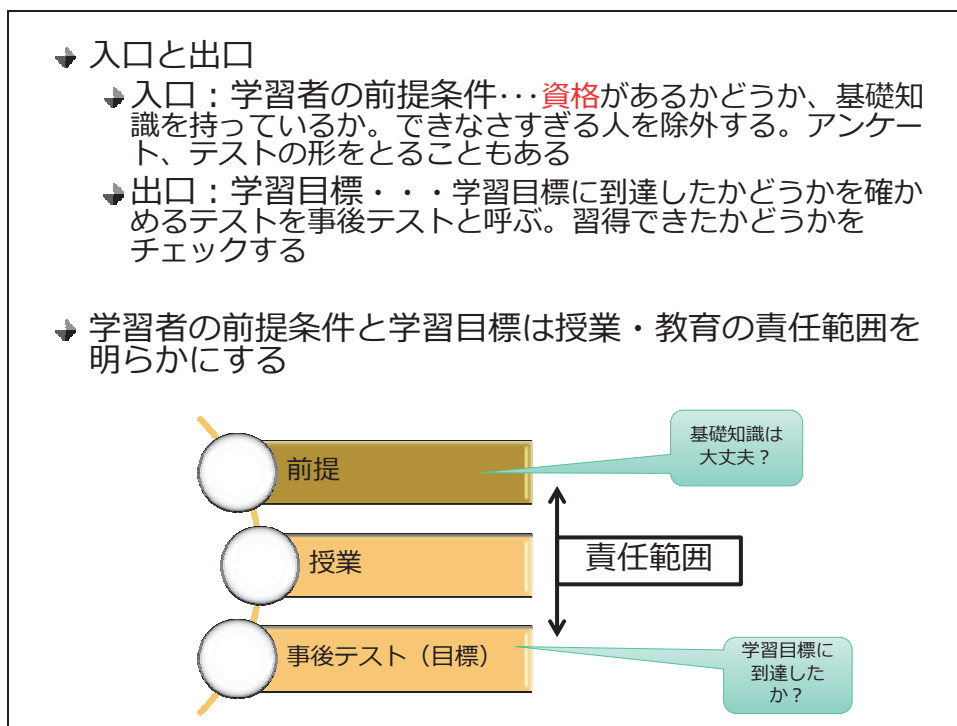 入口と出口
入口：学習者の前提条件･･･資格があるかどうか、基礎知
識を持っているか。できなさすぎる人を除外する。アンケー
ト、テストの形をとることもある
出口：学習目標・・・学習目標に到達したかどうかを確か
めるテストを事後テストと呼ぶ。習得できたかどうかを
チェックする
学習者の前提条件と学習目標は授業・教育の責任範囲を
明らかにする
基礎知識は
大丈夫？
前提
授業
責任範囲
事後テスト（目標）
学習目標に
到達した
か？